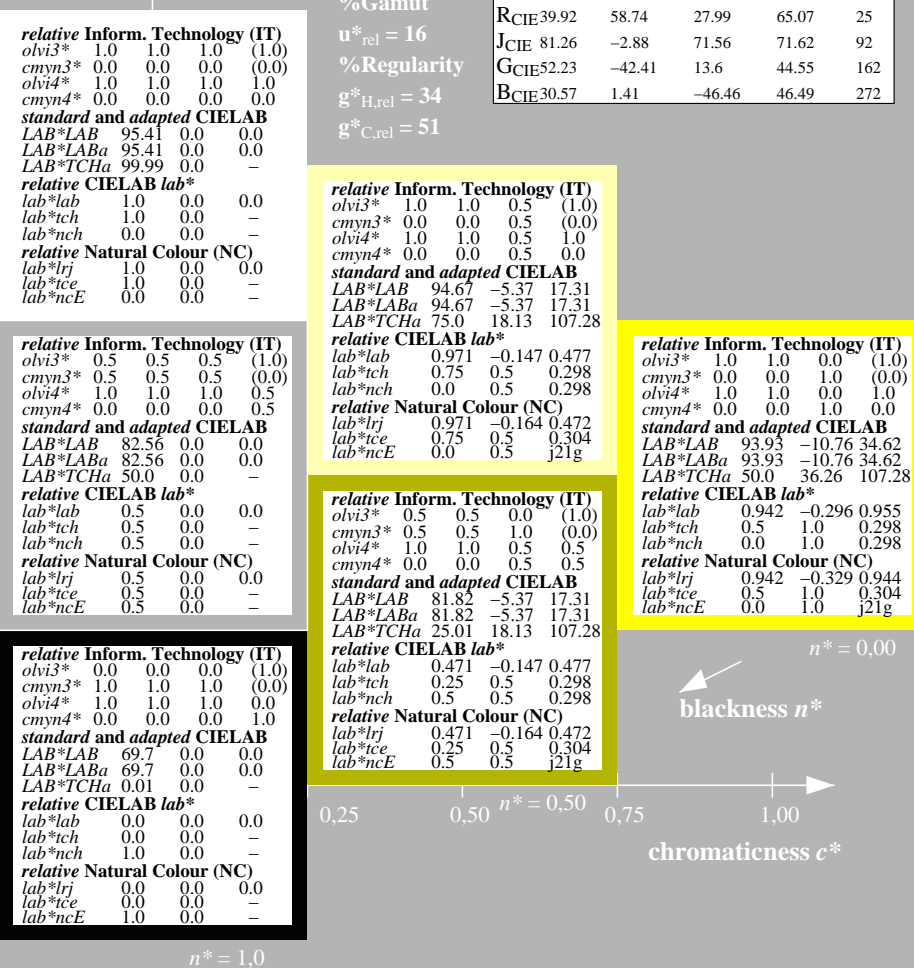 %Gamut
u*rel = 16
%Regularity
g*H,rel = 34
g*C,rel = 51
RCIE 39.92 58.74 27.99 65.07 25
JCIE 81.26 −2.88 71.56 71.62 92
GCIE 52.23 −42.41 13.6 44.55 162
BCIE 30.57 1.41 −46.46 46.49 272
relative Inform. Technology (IT)
olvi3* 1.0 1.0 1.0 (1.0)
cmyn3* 0.0 0.0 0.0 (0.0)
olvi4* 1.0 1.0 1.0 1.0
cmyn4* 0.0 0.0 0.0 0.0
standard and adapted CIELAB
LAB*LAB 95.41 0.0 0.0
LAB*LABa 95.41 0.0 0.0
LAB*TCHa 99.99 0.0 –
relative CIELAB lab*
lab*lab 1.0 0.0 0.0
lab*tch 1.0 0.0 –
lab*nch 0.0 0.0 –
relative Natural Colour (NC)
lab*lrj 1.0 0.0 0.0
lab*tce 1.0 0.0 –
lab*ncE 0.0 0.0 –
relative Inform. Technology (IT)
olvi3* 1.0 1.0 0.5 (1.0)
cmyn3* 0.0 0.0 0.5 (0.0)
olvi4* 1.0 1.0 0.5 1.0
cmyn4* 0.0 0.0 0.5 0.0
standard and adapted CIELAB
LAB*LAB 94.67 −5.37 17.31
LAB*LABa 94.67 −5.37 17.31
LAB*TCHa 75.0 18.13 107.28
relative CIELAB lab*
lab*lab 0.971 −0.147 0.477
lab*tch 0.75 0.5 0.298
lab*nch 0.0 0.5 0.298
relative Natural Colour (NC)
lab*lrj 0.971 −0.164 0.472
lab*tce 0.75 0.5 0.304
lab*ncE 0.0 0.5 j21g
relative Inform. Technology (IT)
olvi3* 0.5 0.5 0.5 (1.0)
cmyn3* 0.5 0.5 0.5 (0.0)
olvi4* 1.0 1.0 1.0 0.5
cmyn4* 0.0 0.0 0.0 0.5
standard and adapted CIELAB
LAB*LAB 82.56 0.0 0.0
LAB*LABa 82.56 0.0 0.0
LAB*TCHa 50.0 0.0 –
relative CIELAB lab*
lab*lab 0.5 0.0 0.0
lab*tch 0.5 0.0 –
lab*nch 0.5 0.0 –
relative Natural Colour (NC)
lab*lrj 0.5 0.0 0.0
lab*tce 0.5 0.0 –
lab*ncE 0.5 0.0 –
relative Inform. Technology (IT)
olvi3* 1.0 1.0 0.0 (1.0)
cmyn3* 0.0 0.0 1.0 (0.0)
olvi4* 1.0 1.0 0.0 1.0
cmyn4* 0.0 0.0 1.0 0.0
standard and adapted CIELAB
LAB*LAB 93.93 −10.76 34.62
LAB*LABa 93.93 −10.76 34.62
LAB*TCHa 50.0 36.26 107.28
relative CIELAB lab*
lab*lab 0.942 −0.296 0.955
lab*tch 0.5 1.0 0.298
lab*nch 0.0 1.0 0.298
relative Natural Colour (NC)
lab*lrj 0.942 −0.329 0.944
lab*tce 0.5 1.0 0.304
lab*ncE 0.0 1.0 j21g
relative Inform. Technology (IT)
olvi3* 0.5 0.5 0.0 (1.0)
cmyn3* 0.5 0.5 1.0 (0.0)
olvi4* 1.0 1.0 0.5 0.5
cmyn4* 0.0 0.0 0.5 0.5
standard and adapted CIELAB
LAB*LAB 81.82 −5.37 17.31
LAB*LABa 81.82 −5.37 17.31
LAB*TCHa 25.01 18.13 107.28
relative CIELAB lab*
lab*lab 0.471 −0.147 0.477
lab*tch 0.25 0.5 0.298
lab*nch 0.5 0.5 0.298
relative Natural Colour (NC)
lab*lrj 0.471 −0.164 0.472
lab*tce 0.25 0.5 0.304
lab*ncE 0.5 0.5 j21g
relative Inform. Technology (IT)
olvi3* 0.0 0.0 0.0 (1.0)
cmyn3* 1.0 1.0 1.0 (0.0)
olvi4* 1.0 1.0 1.0 0.0
cmyn4* 0.0 0.0 0.0 1.0
standard and adapted CIELAB
LAB*LAB 69.7 0.0 0.0
LAB*LABa 69.7 0.0 0.0
LAB*TCHa 0.01 0.0 –
relative CIELAB lab*
lab*lab 0.0 0.0 0.0
lab*tch 0.0 0.0 –
lab*nch 1.0 0.0 –
relative Natural Colour (NC)
lab*lrj 0.0 0.0 0.0
lab*tce 0.0 0.0 –
lab*ncE 1.0 0.0 –
n* = 0,00
blackness n*
n* = 0,50
0,25 0,50 0,75 1,00
chromaticness c*
n* = 1,0